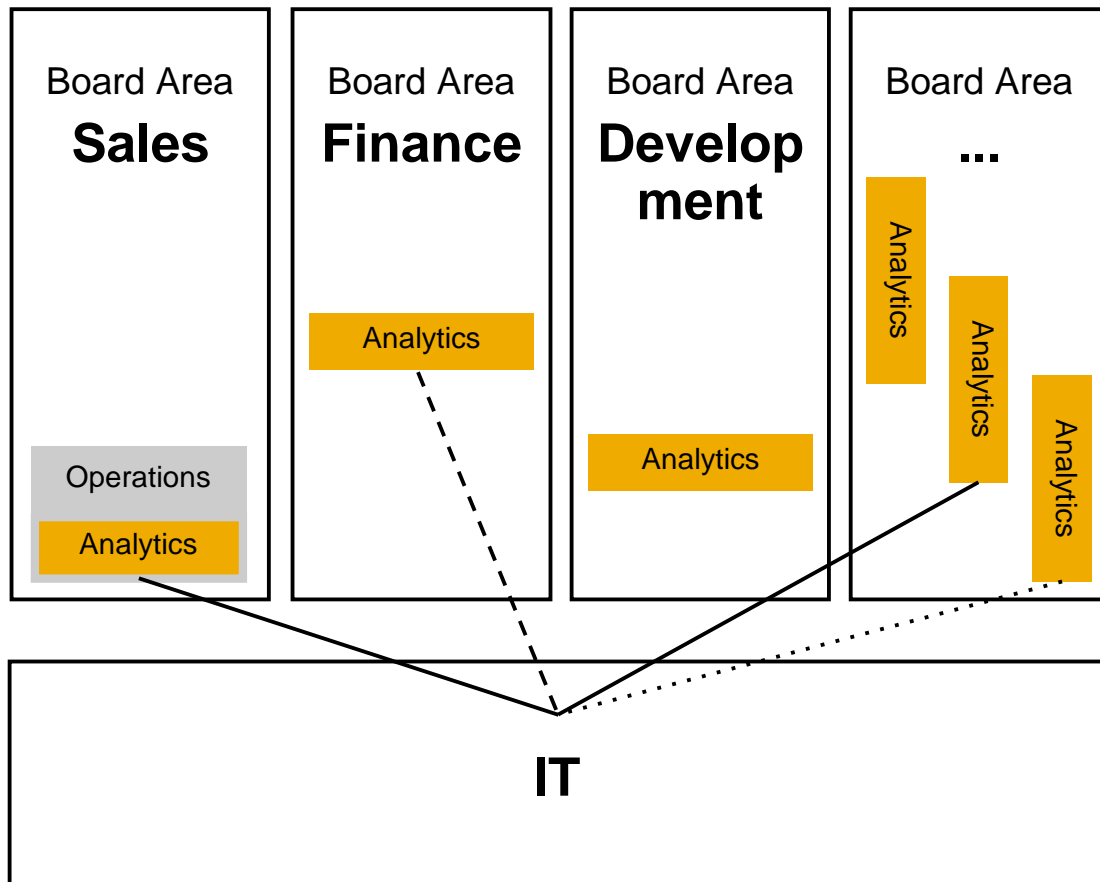 Board Area
Sales
Operations
Analytics
Board Area
Finance
Analytics
Board Area
Develop
ment
Analytics
Board Area
...
Analytics
Analytics
Analytics
IT